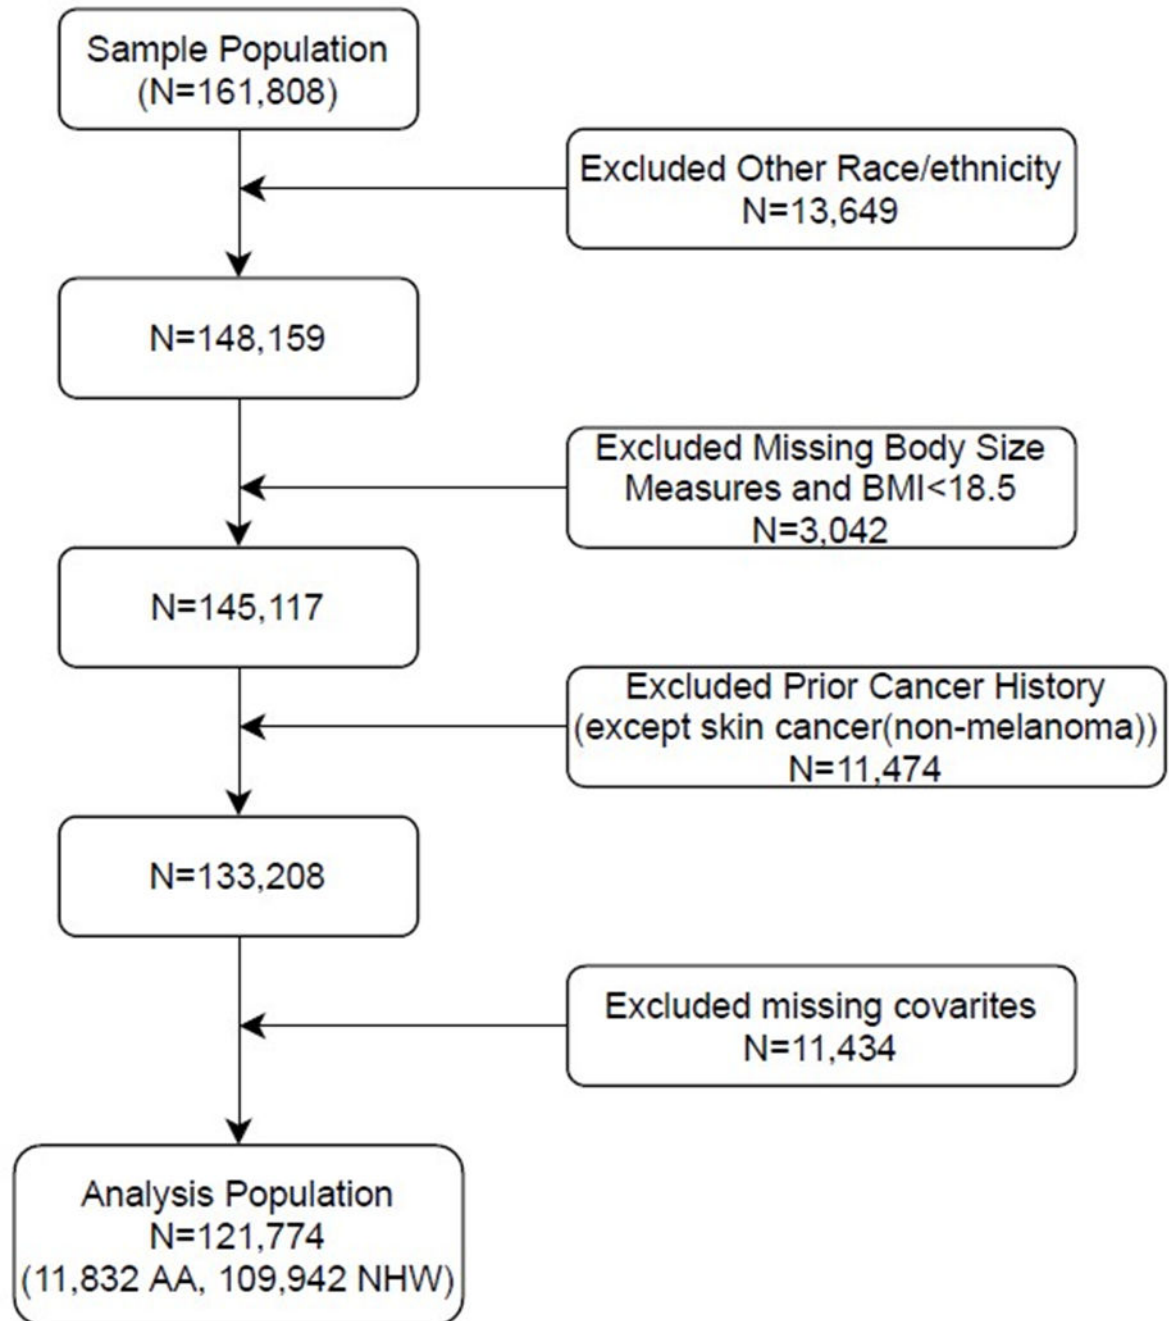 Sample Population
(N=161,808)
Excluded Other Race/ethnicity
N=13,649
N=148,159
Excluded Missing Body Size
Measures and BMI<18.5
N=3,042
N=145,117
Excluded Prior Cancer History
(except skin cancer(non-melanoma))
N=11,474
N=133,208
Excluded missing covarites
N=11,434
Analysis Population
N=121,774
(11,832 AA, 109,942 NHW)